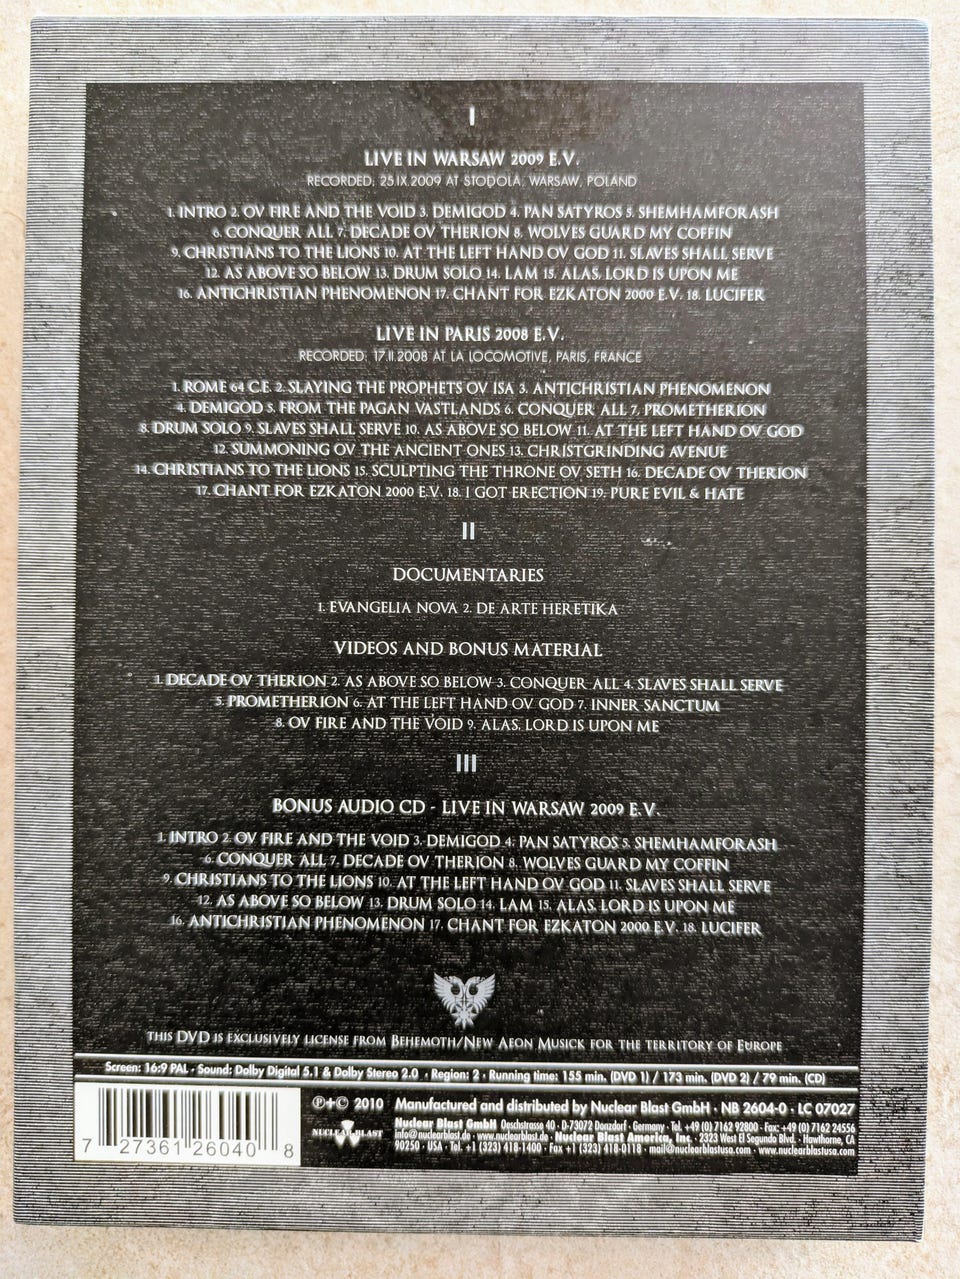 I
LIVE IN WARSAW 2009 E.V.
RECORDED: 25.IX.2009 AT STODOLA, WARSAW, POLAND
1. INTRO 2. OV FIRE AND THE VOID 3. DEMIGOD 4. PAN SATYROS 5. SHEMHAMFORASH
6. CONQUER ALL 7. DECADE OV THERION 8. WOLVES GUARD MY COFFIN
9. CHRISTIANS TO THE LIONS 10. AT THE LEFT HAND OV GOD 11. SLAVES SHALL SERVE
12. AS ABOVE SO BELOW 13. DRUM SOLO 14. LAM 15. ALAS, LORD IS UPON ME
16. ANTICHRISTIAN PHENOMENON 17. CHANT FOR EZKATON 2000 E.V. 18. LUCIFER
LIVE IN PARIS 2008 E.V.
RECORDED: 17.II.2008 AT LA LOCOMOTIVE, PARIS, FRANCE
1. ROME 64 C.E. 2. SLAYING THE PROPHETS OV ISA 3. ANTICHRISTIAN PHENOMENON
4. DEMIGOD 5. FROM THE PAGAN VASTLANDS 6. CONQUER ALL 7. PROMETHERION
8. DRUM SOLO 9. SLAVES SHALL SERVE 10. AS ABOVE SO BELOW 11. AT THE LEFT HAND OV GOD
12. SUMMONING OV THE ANCIENT ONES 13. CHRISTGRINDING AVENUE
14. CHRISTIANS TO THE LIONS 15. SCULPTING THE THRONE OV SETH 16. DECADE OV THERION
17. CHANT FOR EZKATON 2000 E.V. 18. I GOT ERECTION 19. PURE EVIL & HATE
II
DOCUMENTARIES
1. EVANGELIA NOVA 2. DE ARTE HERETIKA
VIDEOS AND BONUS MATERIAL
1. DECADE OV THERION 2. AS ABOVE SO BELOW 3. CONQUER ALL 4. SLAVES SHALL SERVE
5. PROMETHERION 6. AT THE LEFT HAND OV GOD 7. INNER SANCTUM
8. OV FIRE AND THE VOID 9. ALAS, LORD IS UPON ME
III
BONUS AUDIO CD - LIVE IN WARSAW 2009 E.V.
1. INTRO 2. OV FIRE AND THE VOID 3. DEMIGOD 4. PAN SATYROS 5. SHEMHAMFORASH
6. CONQUER ALL 7. DECADE OV THERION 8. WOLVES GUARD MY COFFIN
9. CHRISTIANS TO THE LIONS 10. AT THE LEFT HAND OV GOD 11. SLAVES SHALL SERVE
12. AS ABOVE SO BELOW 13. DRUM SOLO 14. LAM 15. ALAS, LORD IS UPON ME
16. ANTICHRISTIAN PHENOMENON 17. CHANT FOR EZKATON 2000 E.V. 18. LUCIFER
THIS DVD IS EXCLUSIVELY LICENSE FROM BEHEMOTH/NEW AEON MUSICK FOR THE TERRITORY OF EUROPE
Screen: 16:9 PAL · Sound: Dolby Digital 5.1 & Dolby Stereo 2.0 · Region: 2 · Running time: 155 min. (DVD 1) / 173 min. (DVD 2) / 79 min. (CD)
℗+© 2010 Manufactured and distributed by Nuclear Blast GmbH · NB 2604-0 · LC 07027
NUCLEAR BLAST
Nuclear Blast GmbH Oeschstrasse 40 · D-73072 Donzdorf · Germany · Tel. +49 (0) 7162 92800 · Fax: +49 (0) 7162 24556
info@nuclearblast.de · www.nuclearblast.de · Nuclear Blast America, Inc. · 2323 West El Segundo Blvd. · Hawthorne, CA
90250 · USA · Tel. +1 (323) 418-1400 · Fax +1 (323) 418-0118 · mail@nuclearblastusa.com · www.nuclearblastusa.com
7 27361 26040 8